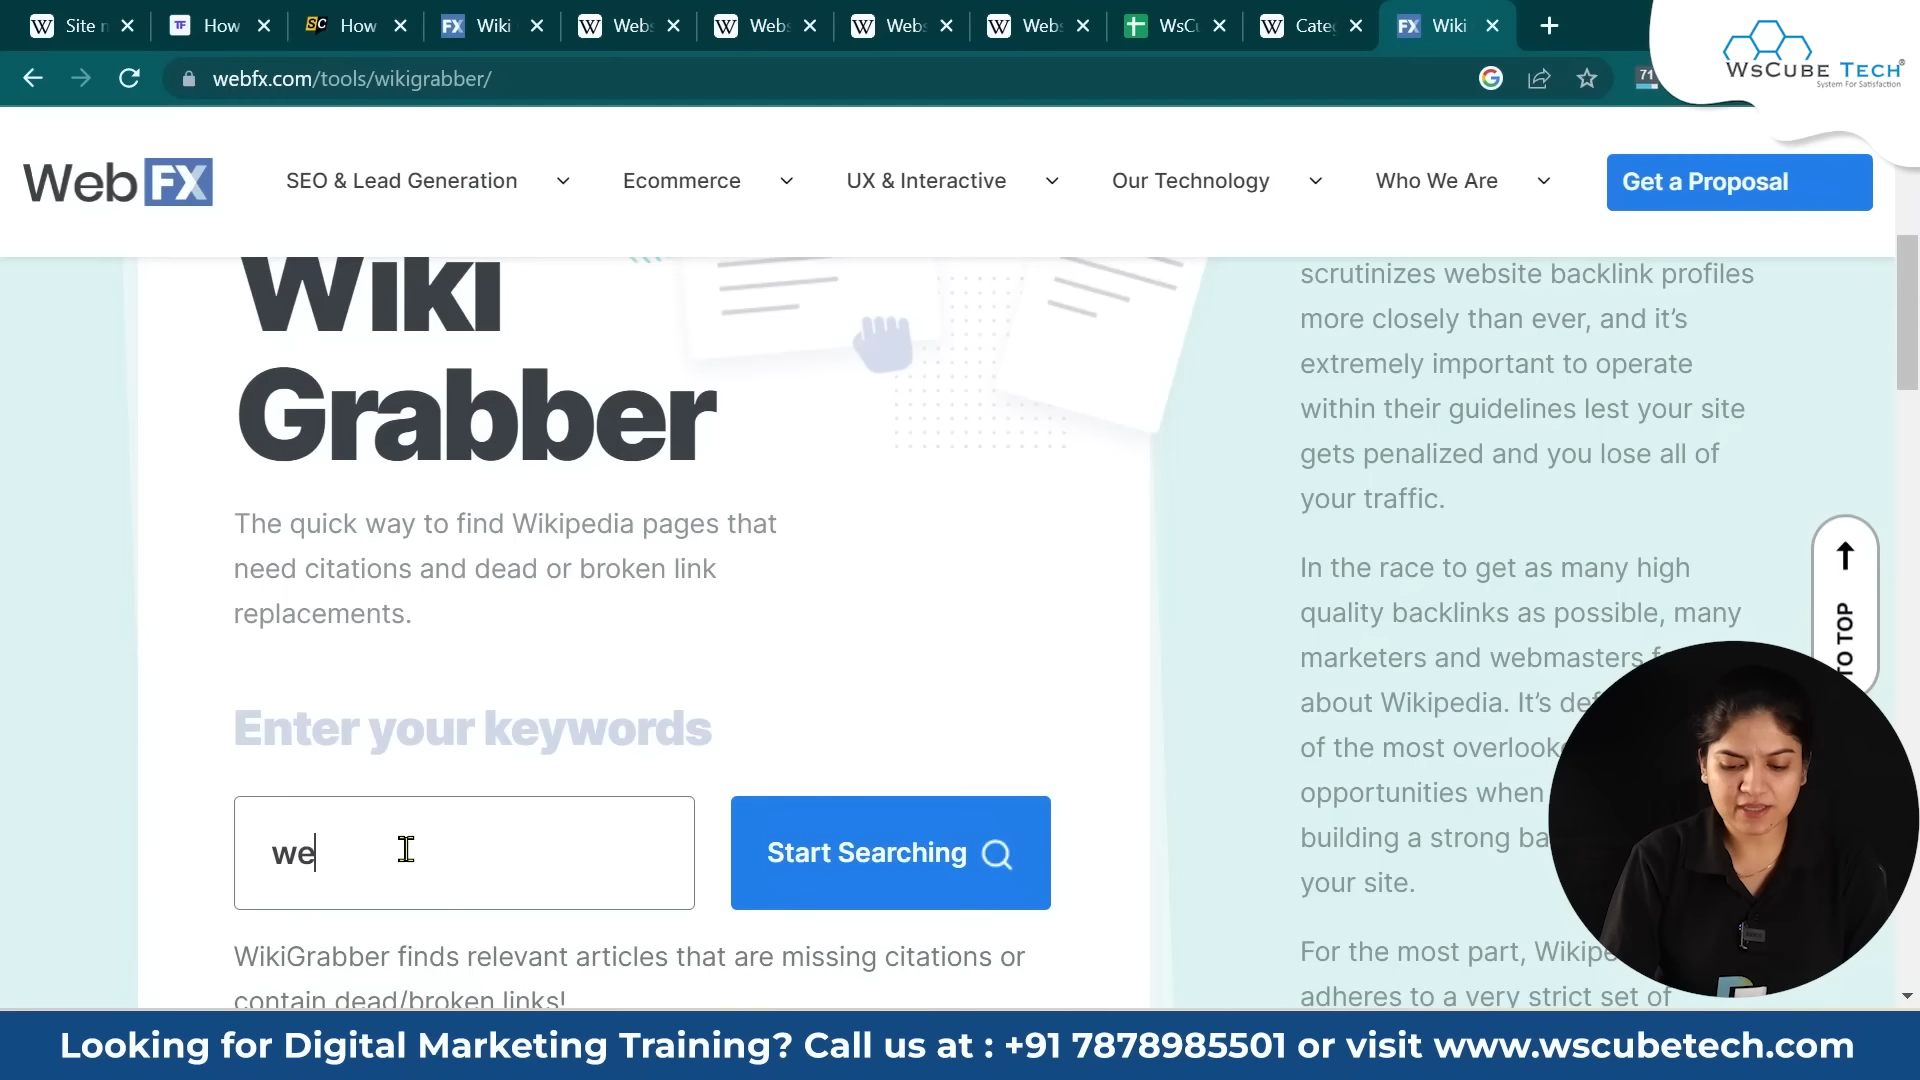 Site n
How
How
Wiki
Webs
Webs
Webs
Webs
WsCu
Cate
Wiki
webfx.com/tools/wikigrabber/
71
WsCube Tech®
System For Satisfaction
WebFX
SEO & Lead Generation
Ecommerce
UX & Interactive
Our Technology
Who We Are
Get a Proposal
Wiki
Grabber
The quick way to find Wikipedia pages that
need citations and dead or broken link
replacements.
Enter your keywords
we
Start Searching
WikiGrabber finds relevant articles that are missing citations or
contain dead/broken links!
scrutinizes website backlink profiles
more closely than ever, and it's
extremely important to operate
within their guidelines lest your site
gets penalized and you lose all of
your traffic.
In the race to get as many high
quality backlinks as possible, many
marketers and webmasters
about Wikipedia. It's
of the most
opportunities when
building a strong
your site.
For the most part,
adheres to a very strict set of
TO TOP
Looking for Digital Marketing Training? Call us at : +91 7878985501 or visit www.wscubetech.com